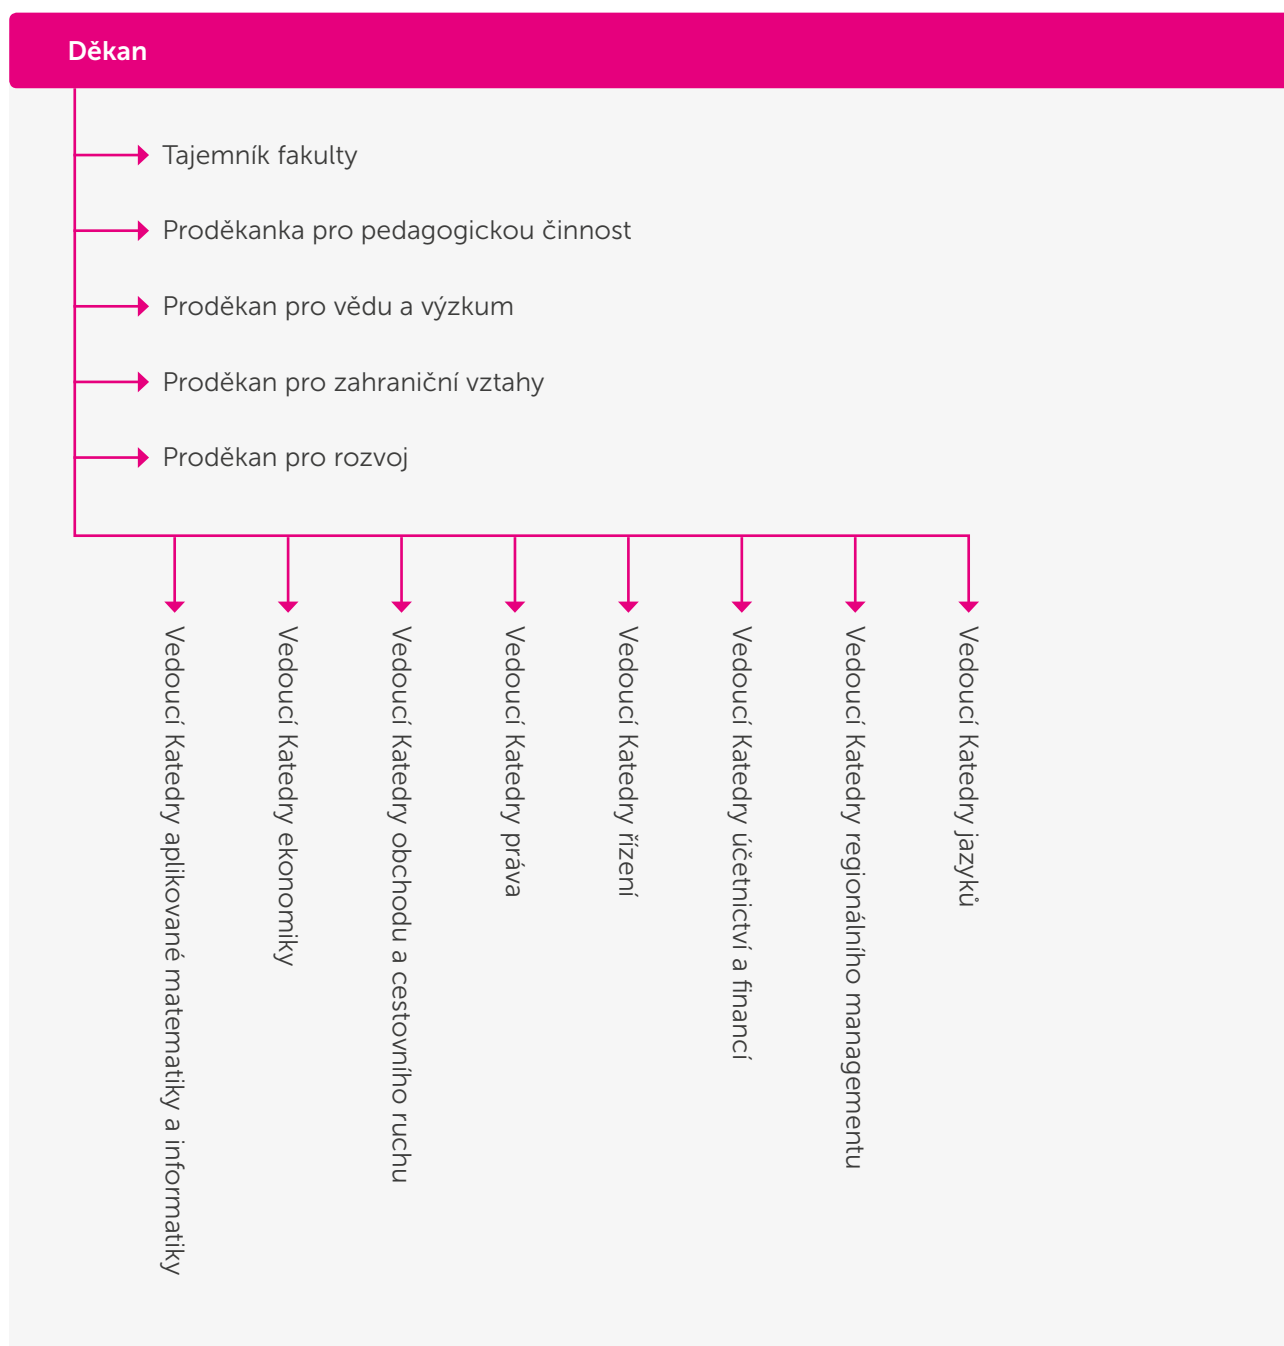 Děkan
Tajemník fakulty
Proděkanka pro pedagogickou činnost
Proděkan pro vědu a výzkum
Proděkan pro zahraniční vztahy
Proděkan pro rozvoj
Vedoucí Katedry aplikované matematiky a informatiky
Vedoucí Katedry ekonomiky
Vedoucí Katedry obchodu a cestovního ruchu
Vedoucí Katedry práva
Vedoucí Katedry řízení
Vedoucí Katedry účetnictví a financí
Vedoucí Katedry regionálního managementu
Vedoucí Katedry jazyků